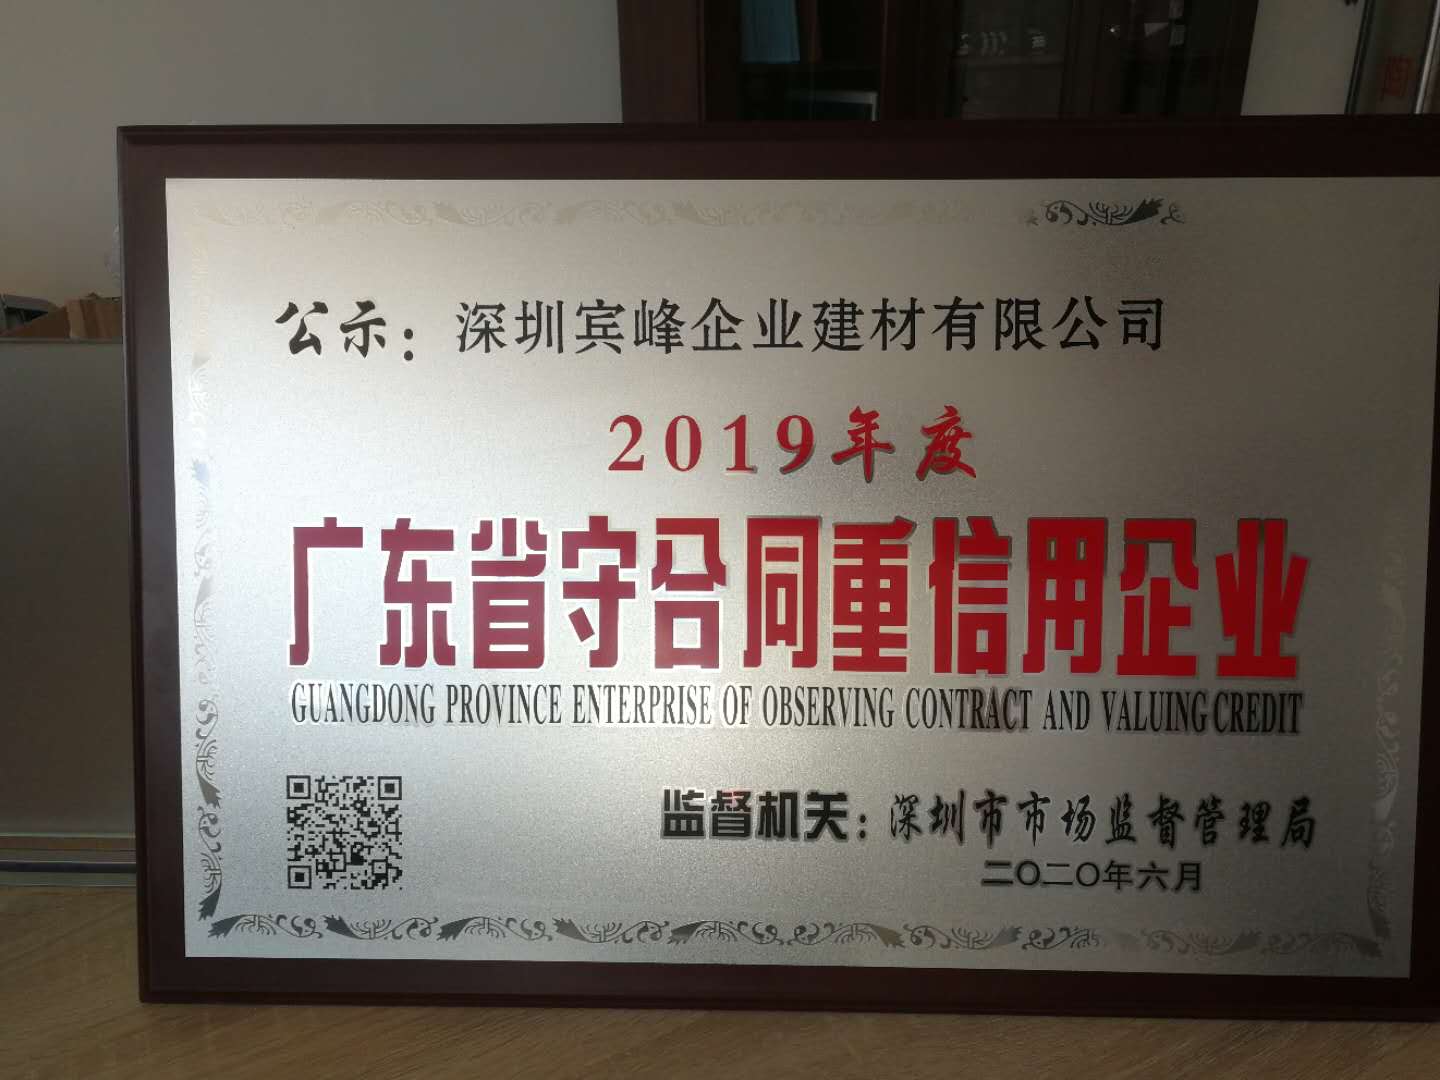 公示：深圳宾峰企业建材有限公司
2019年度
广东省守合同重信用企业
GUANGDONG PROVINCE ENTERPRISE OF OBSERVING CONTRACT AND VALUING CREDIT
监督机关：深圳市市场监督管理局
二〇二〇年六月